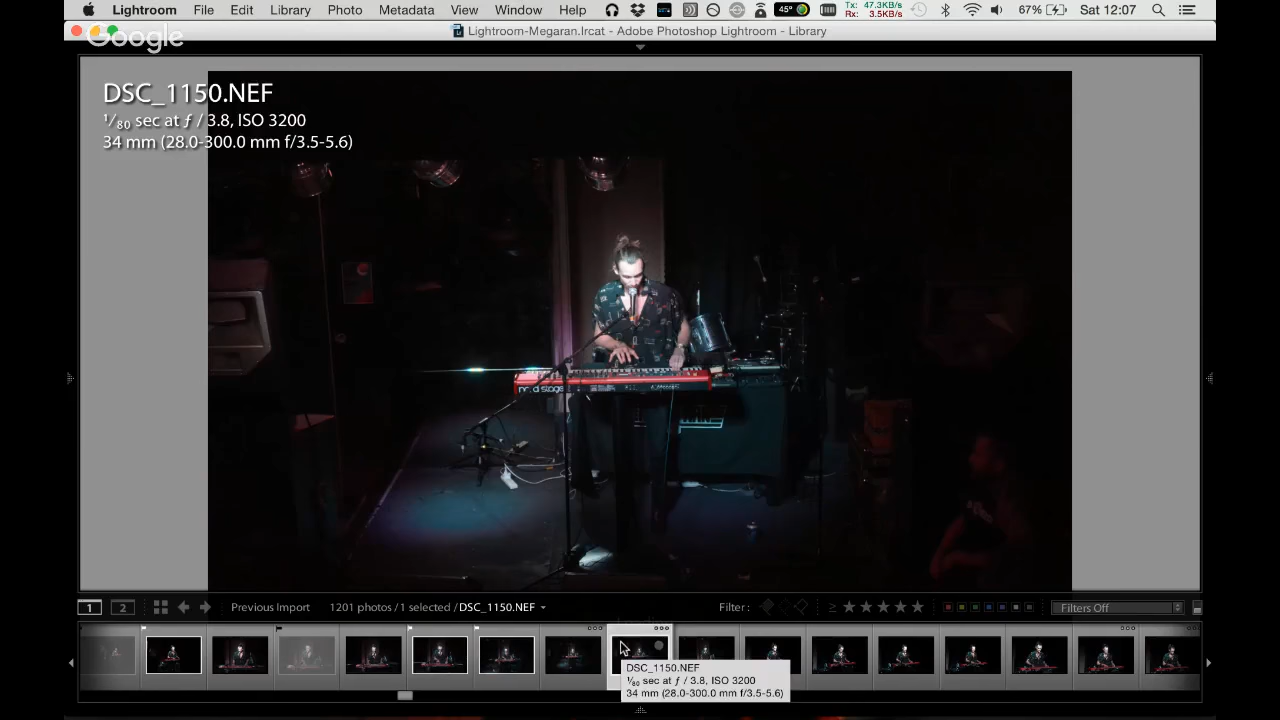 Lightroom File Edit Library Photo Metadata View Window Help 45° Tx: 47.3KB/s Rx: 3.5KB/s 67% Sat 12:07
Lightroom-Megaran.lrcat - Adobe Photoshop Lightroom - Library
Google
DSC_1150.NEF
1/80 sec at ƒ / 3.8, ISO 3200
34 mm (28.0-300.0 mm f/3.5-5.6)
1 2 Previous Import 1201 photos / 1 selected / DSC_1150.NEF Filter : ≥ Filters Off
DSC_1150.NEF
1/80 sec at ƒ / 3.8, ISO 3200
34 mm (28.0-300.0 mm f/3.5-5.6)